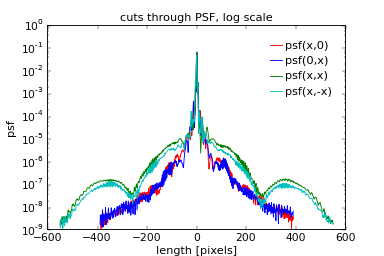 cuts through PSF, log scale
10^0
10^-1
10^-2
10^-3
10^-4
10^-5
10^-6
10^-7
10^-8
10^-9
psf
psf(x,0)
psf(0,x)
psf(x,x)
psf(x,-x)
−600 −400 −200 0 200 400 600
length [pixels]